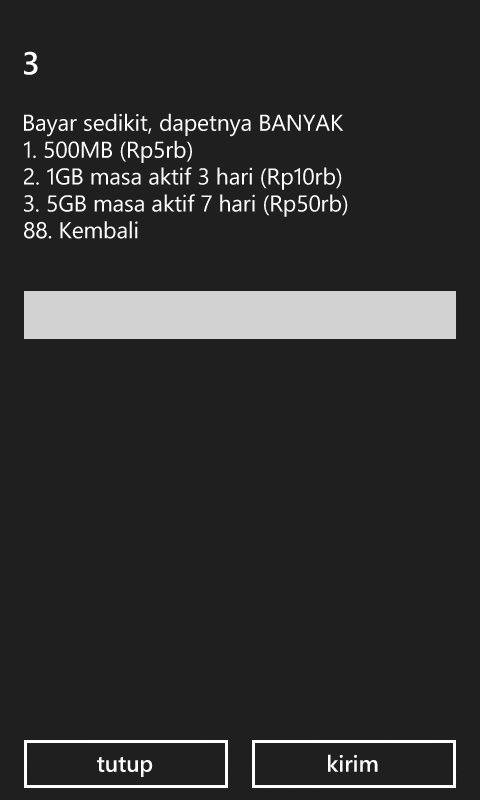 3
Bayar sedikit, dapetnya BANYAK
1. 500MB (Rp5rb)
2. 1GB masa aktif 3 hari (Rp10rb)
3. 5GB masa aktif 7 hari (Rp50rb)
88. Kembali
tutup
kirim